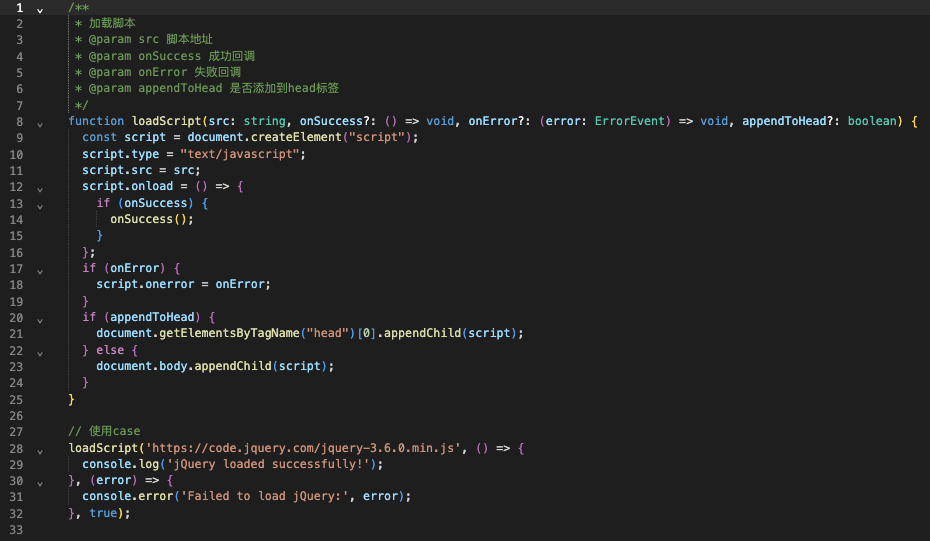 1 /**
2 * 加载脚本
3 * @param src 脚本地址
4 * @param onSuccess 成功回调
5 * @param onError 失败回调
6 * @param appendToHead 是否添加到head标签
7 */
8 function loadScript(src: string, onSuccess?: () => void, onError?: (error: ErrorEvent) => void, appendToHead?: boolean) {
9 const script = document.createElement("script");
10 script.type = "text/javascript";
11 script.src = src;
12 script.onload = () => {
13 if (onSuccess) {
14 onSuccess();
15 }
16 };
17 if (onError) {
18 script.onerror = onError;
19 }
20 if (appendToHead) {
21 document.getElementsByTagName("head")[0].appendChild(script);
22 } else {
23 document.body.appendChild(script);
24 }
25 }
26
27 // 使用case
28 loadScript('https://code.jquery.com/jquery-3.6.0.min.js', () => {
29 console.log('jQuery loaded successfully!');
30 }, (error) => {
31 console.error('Failed to load jQuery:', error);
32 }, true);
33